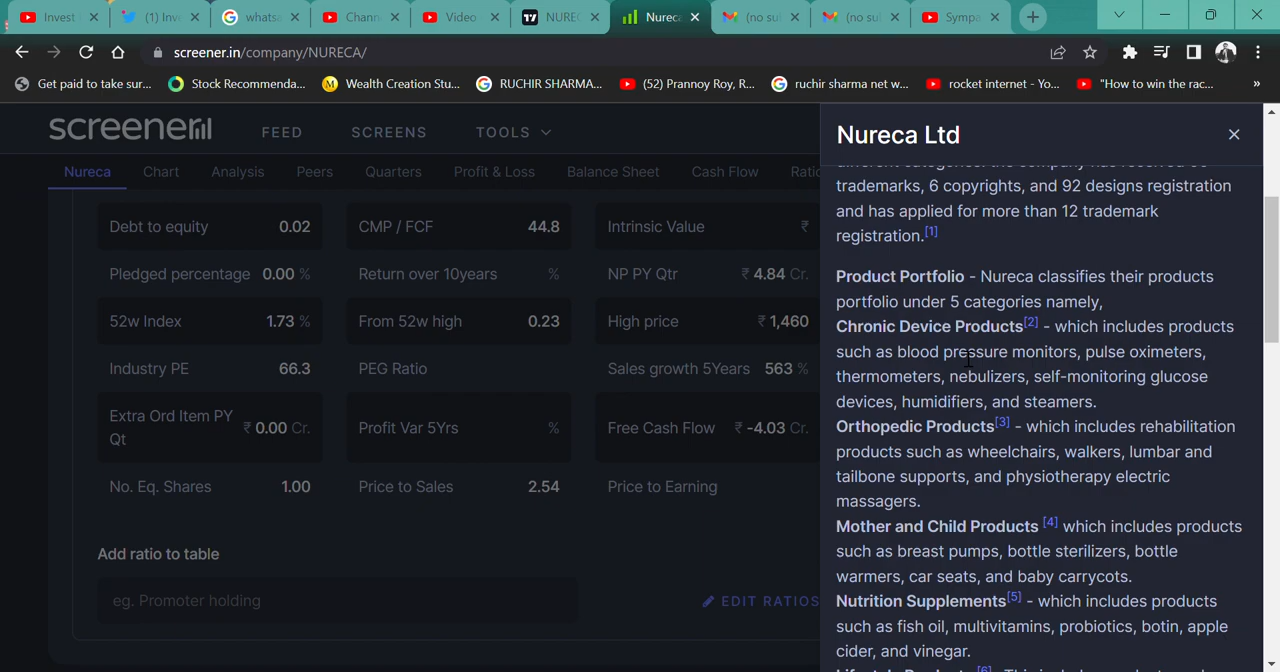 Invest
(1) Inv
whats
Chann
Video
NUREC
Nurec
(no su
(no su
Sympa
screener.in/company/NURECA/
Get paid to take sur...
Stock Recommenda...
Wealth Creation Stu...
RUCHIR SHARMA...
(52) Prannoy Roy, R...
ruchir sharma net w...
rocket internet - Yo...
"How to win the rac...
»
screener
FEED
SCREENS
TOOLS
Nureca
Chart
Analysis
Peers
Quarters
Profit & Loss
Balance Sheet
Cash Flow
Ratio
Debt to equity 0.02
CMP / FCF 44.8
Intrinsic Value ₹
Pledged percentage 0.00 %
Return over 10years %
NP PY Qtr ₹ 4.84 Cr.
52w Index 1.73 %
From 52w high 0.23
High price ₹ 1,460
Industry PE 66.3
PEG Ratio
Sales growth 5Years 563 %
Extra Ord Item PY
Qt ₹ 0.00 Cr.
Profit Var 5Yrs %
Free Cash Flow ₹ -4.03 Cr.
No. Eq. Shares 1.00
Price to Sales 2.54
Price to Earning
Add ratio to table
eg. Promoter holding
EDIT RATIOS
Nureca Ltd
trademarks, 6 copyrights, and 92 designs registration
and has applied for more than 12 trademark
registration.[1]
Product Portfolio - Nureca classifies their products
portfolio under 5 categories namely,
Chronic Device Products[2] - which includes products
such as blood pressure monitors, pulse oximeters,
thermometers, nebulizers, self-monitoring glucose
devices, humidifiers, and steamers.
Orthopedic Products[3] - which includes rehabilitation
products such as wheelchairs, walkers, lumbar and
tailbone supports, and physiotherapy electric
massagers.
Mother and Child Products [4] which includes products
such as breast pumps, bottle sterilizers, bottle
warmers, car seats, and baby carrycots.
Nutrition Supplements[5] - which includes products
such as fish oil, multivitamins, probiotics, botin, apple
cider, and vinegar.